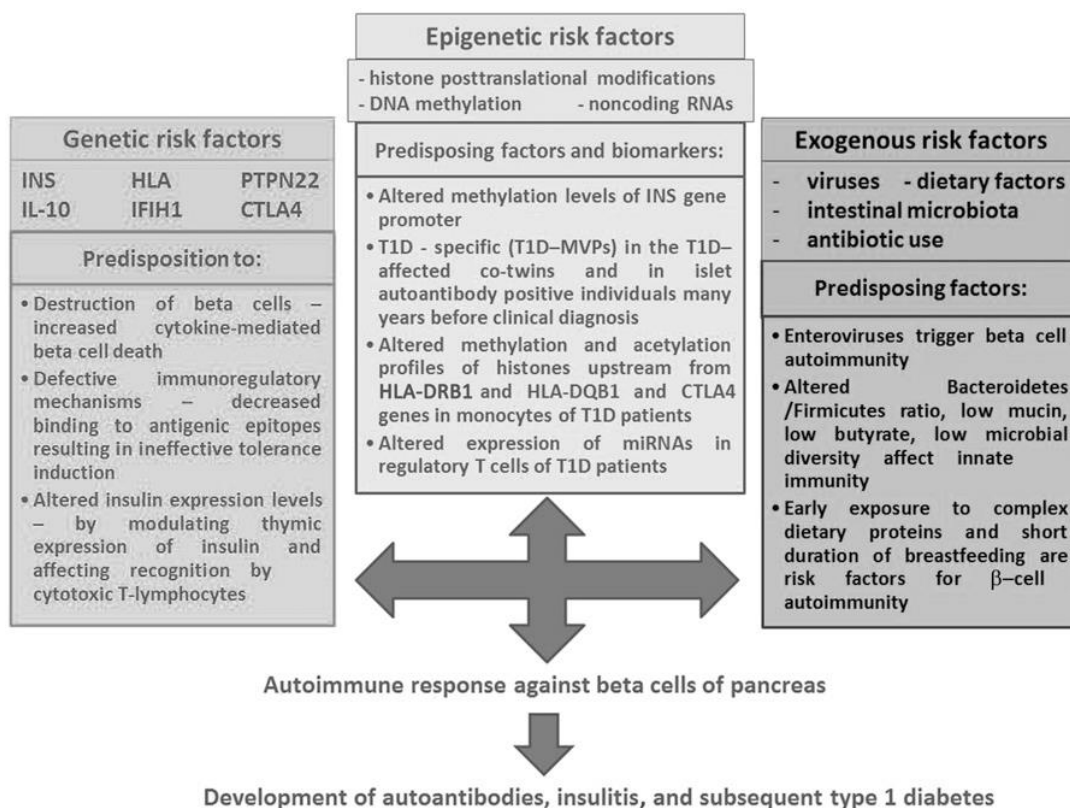 Epigenetic risk factors
- histone posttranslational modifications
- DNA methylation - noncoding RNAs
Predisposing factors and biomarkers:
• Altered methylation levels of INS gene
promoter
• T1D - specific (T1D–MVPs) in the T1D–
affected co-twins and in islet
autoantibody positive individuals many
years before clinical diagnosis
• Altered methylation and acetylation
profiles of histones upstream from
HLA-DRB1 and HLA-DQB1 and CTLA4
genes in monocytes of T1D patients
• Altered expression of miRNAs in
regulatory T cells of T1D patients
Genetic risk factors
INS HLA PTPN22
IL-10 IFIH1 CTLA4
Predisposition to:
• Destruction of beta cells –
increased cytokine-mediated
beta cell death
• Defective immunoregulatory
mechanisms – decreased
binding to antigenic epitopes
resulting in ineffective tolerance
induction
• Altered insulin expression levels
– by modulating thymic
expression of insulin and
affecting recognition by
cytotoxic T-lymphocytes
Exogenous risk factors
- viruses - dietary factors
- intestinal microbiota
- antibiotic use
Predisposing factors:
• Enteroviruses trigger beta cell
autoimmunity
• Altered Bacteroidetes
/Firmicutes ratio, low mucin,
low butyrate, low microbial
diversity affect innate
immunity
• Early exposure to complex
dietary proteins and short
duration of breastfeeding are
risk factors for β–cell
autoimmunity
Autoimmune response against beta cells of pancreas
Development of autoantibodies, insulitis, and subsequent type 1 diabetes